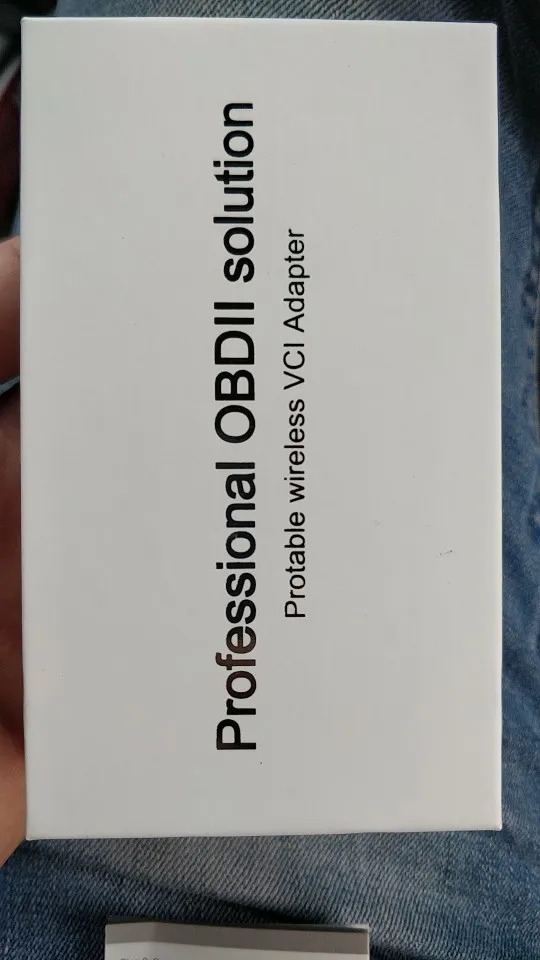 Professional OBDII solution
Protable wireless VCI Adapter